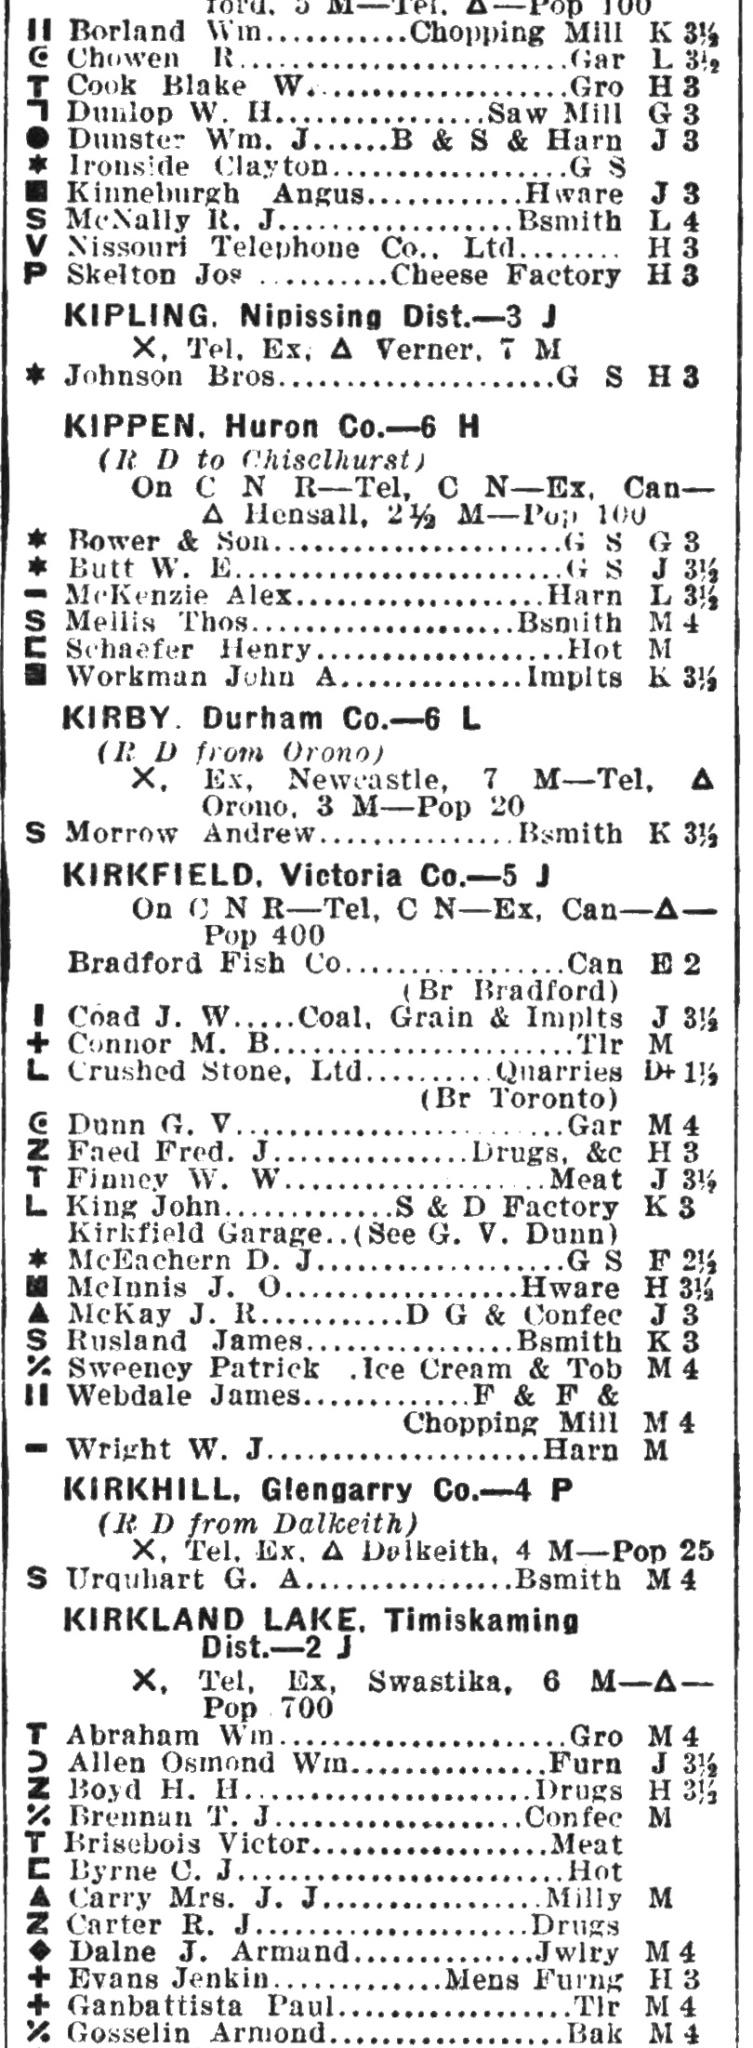 ford, 5 M—Tel, Δ—Pop 100
Borland Wm...........Chopping Mill K 3½
Chowen R..........................Gar L 3½
Cook Blake W.....................Gro H 3
Dunlop W. H................Saw Mill G 3
Dunster Wm. J......B & S & Harn J 3
* Ironside Clayton..................G S
Kinneburgh Angus............Hware J 3
S McNally R. J..................Bsmith L 4
V Nissouri Telephone Co., Ltd........ H 3
P Skelton Jos ..........Cheese Factory H 3
KIPLING, Nipissing Dist.—3 J
X, Tel, Ex, Δ Verner, 7 M
* Johnson Bros.....................G S H 3
KIPPEN, Huron Co.—6 H
(R D to Chiselhurst)
On C N R—Tel, C N—Ex, Can—
Δ Hensall, 2½ M—Pop 100
* Bower & Son......................G S G 3
* Butt W. E.........................G S J 3½
– McKenzie Alex...................Harn L 3½
S Mellis Thos.....................Bsmith M 4
Schaefer Henry...................Hot M
Workman John A..............Implts K 3½
KIRBY, Durham Co.—6 L
(R D from Orono)
X, Ex, Newcastle, 7 M—Tel, Δ
Orono, 3 M—Pop 20
S Morrow Andrew...............Bsmith K 3½
KIRKFIELD, Victoria Co.—5 J
On C N R—Tel, C N—Ex, Can—Δ—
Pop 400
Bradford Fish Co.................Can E 2
(Br Bradford)
Coad J. W.....Coal, Grain & Implts J 3½
+ Connor M. B.......................Tlr M
L Crushed Stone, Ltd..........Quarries D+ 1½
(Br Toronto)
Dunn G. V..........................Gar M 4
Z Faed Fred. J...............Drugs, &c H 3
T Finney W. W.....................Meat J 3½
L King John.............S & D Factory K 3
Kirkfield Garage..(See G. V. Dunn)
* McEachern D. J...................G S F 2½
McInnis J. O..................Hware H 3½
▲ McKay J. R...........D G & Confec J 3
S Rusland James.................Bsmith K 3
٪ Sweeney Patrick .Ice Cream & Tob M 4
Webdale James.............F & F &
Chopping Mill M 4
– Wright W. J.....................Harn M
KIRKHILL, Glengarry Co.—4 P
(R D from Dalkeith)
X, Tel, Ex, Δ Dalkeith, 4 M—Pop 25
S Urquhart G. A................Bsmith M 4
KIRKLAND LAKE, Timiskaming
Dist.—2 J
X, Tel, Ex, Swastika, 6 M—Δ—
Pop 700
T Abraham Wm......................Gro M 4
Allen Osmond Wm...............Furn J 3½
Z Boyd H. H......................Drugs H 3½
٪ Brennan T. J...................Confec M
T Brisebois Victor..................Meat
Byrne C. J.........................Hot
▲ Carry Mrs. J. J................Milly M
Z Carter R. J.....................Drugs
◆ Dalne J. Armand..............Jwlry M 4
+ Evans Jenkin.............Mens Furng H 3
+ Ganbattista Paul..................Tlr M 4
٪ Gosselin Armond..................Bak M 4